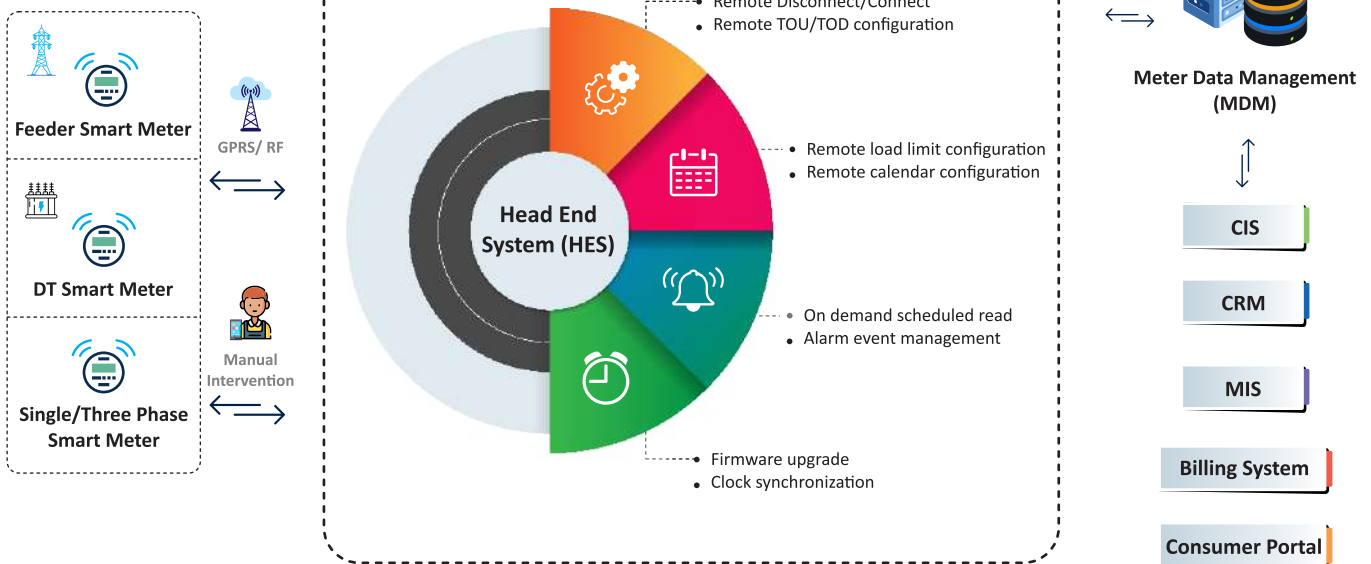 Feeder Smart Meter
DT Smart Meter
Single/Three Phase
Smart Meter
GPRS/ RF
Manual
Intervention
Head End
System (HES)
Remote Disconnect/Connect
• Remote TOU/TOD configuration
• Remote load limit configuration
• Remote calendar configuration
• On demand scheduled read
• Alarm event management
• Firmware upgrade
• Clock synchronization
Meter Data Management
(MDM)
CIS
CRM
MIS
Billing System
Consumer Portal